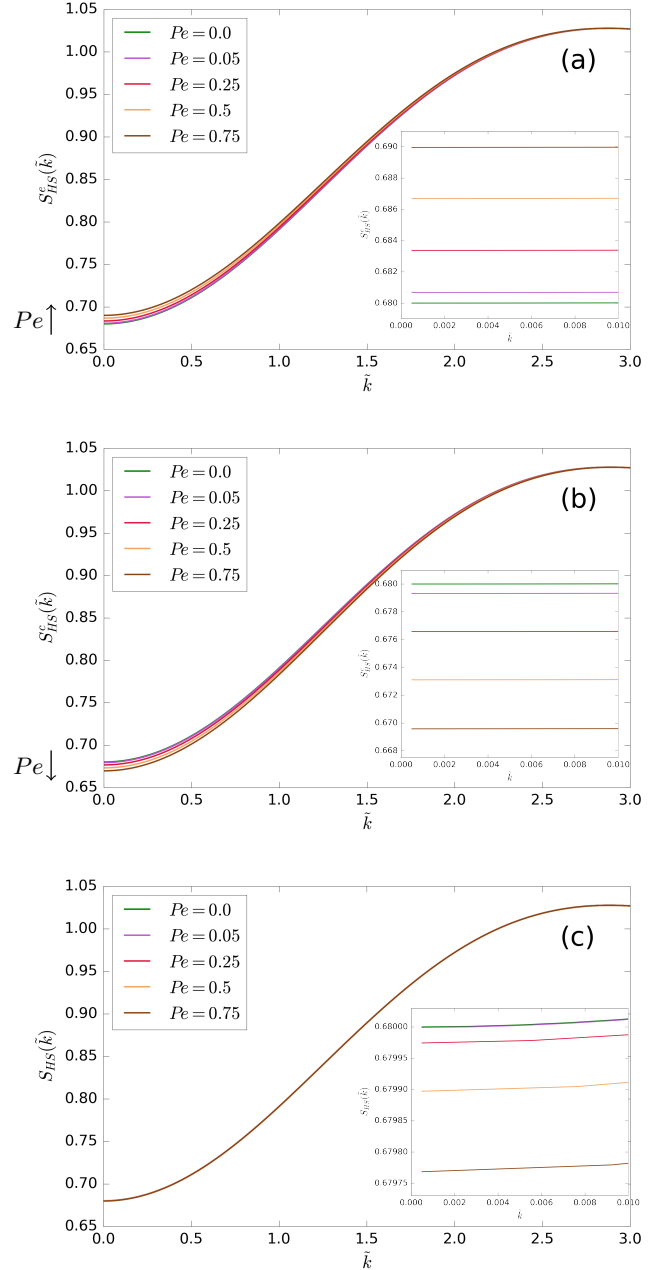 1.05
1.00
0.95
0.90
0.85
0.80
0.75
0.70
0.65
S^e_{HS}(k̃)
Pe↑
Pe = 0.0
Pe = 0.05
Pe = 0.25
Pe = 0.5
Pe = 0.75
(a)
0.690
0.688
0.686
0.684
0.682
0.680
S^e_{HS}(k̃)
0.000 0.002 0.004 0.006 0.008 0.010
k̃
0.0 0.5 1.0 1.5 2.0 2.5 3.0
k̃
1.05
1.00
0.95
0.90
0.85
0.80
0.75
0.70
0.65
S^c_{HS}(k̃)
Pe↓
Pe = 0.0
Pe = 0.05
Pe = 0.25
Pe = 0.5
Pe = 0.75
(b)
0.680
0.678
0.676
0.674
0.672
0.670
0.668
S^c_{HS}(k̃)
0.000 0.002 0.004 0.006 0.008 0.010
k̃
0.0 0.5 1.0 1.5 2.0 2.5 3.0
k̃
1.05
1.00
0.95
0.90
0.85
0.80
0.75
0.70
0.65
S_{HS}(k̃)
Pe = 0.0
Pe = 0.05
Pe = 0.25
Pe = 0.5
Pe = 0.75
(c)
0.68000
0.67995
0.67990
0.67985
0.67980
0.67975
S_{HS}(k̃)
0.000 0.002 0.004 0.006 0.008 0.010
k̃
0.0 0.5 1.0 1.5 2.0 2.5 3.0
k̃